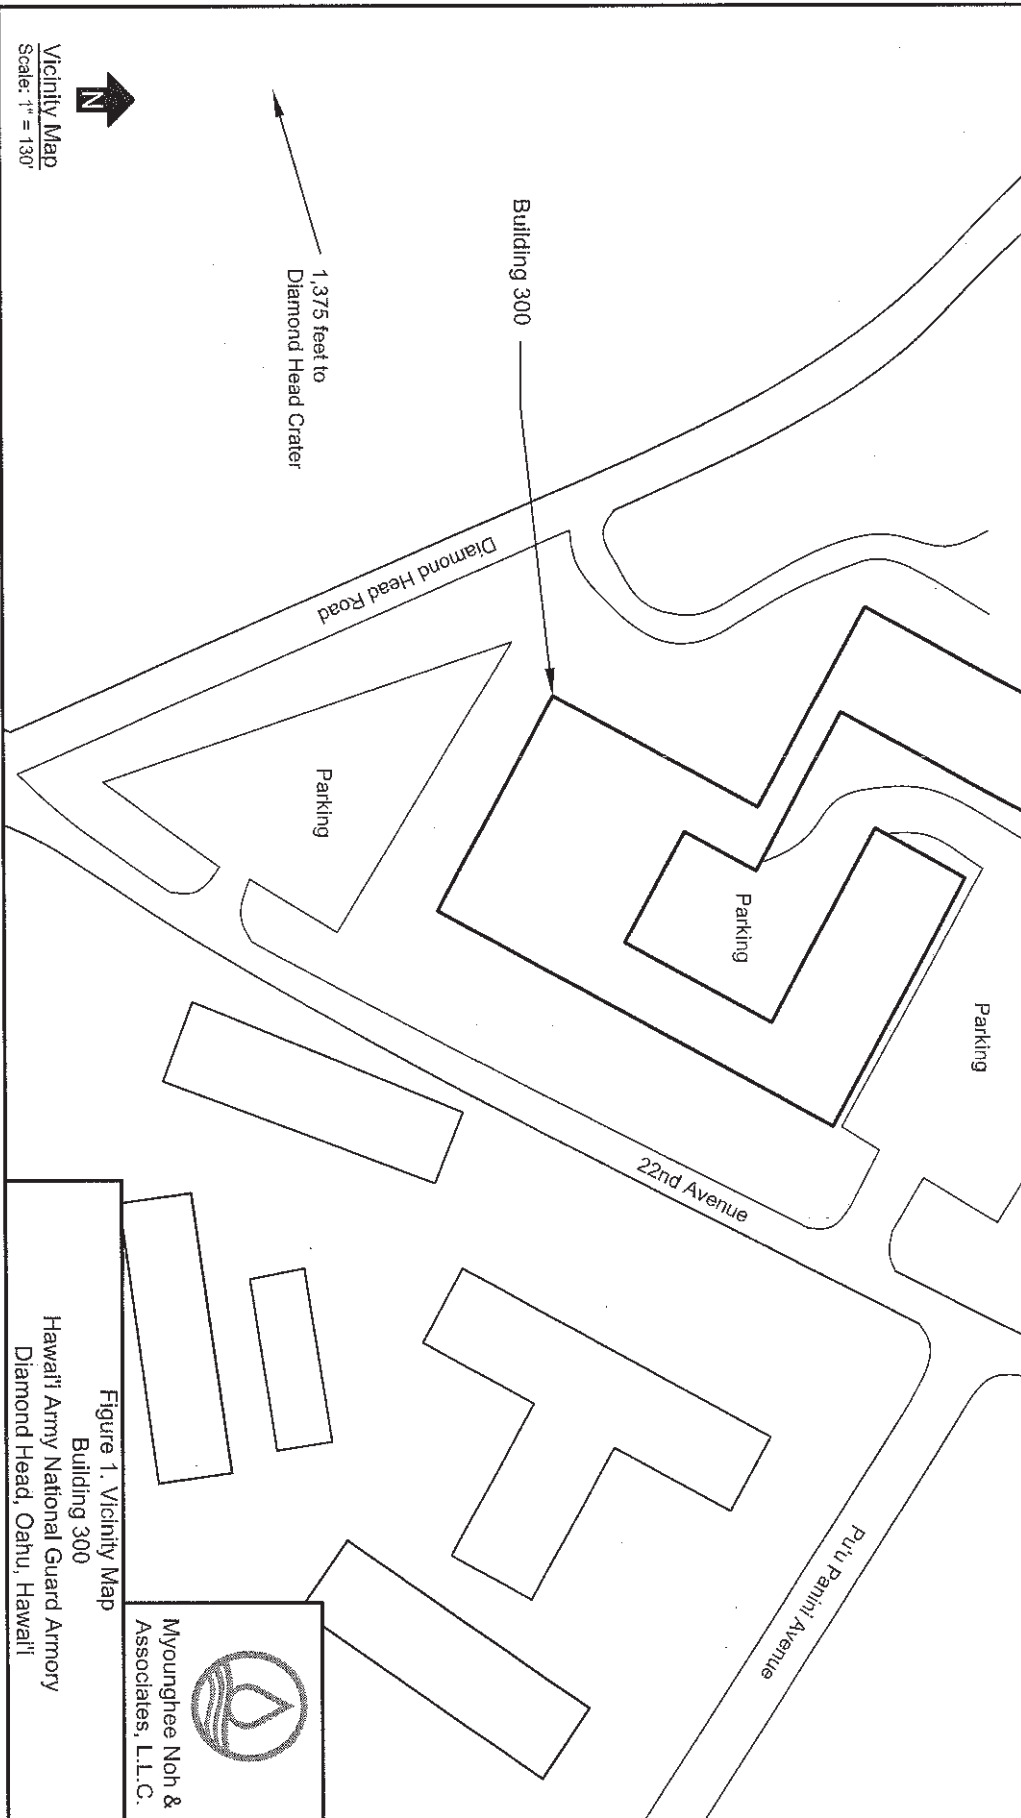 Building 300
1,375 feet to
Diamond Head Crater
Diamond Head Road
Parking
Parking
Parking
22nd Avenue
Pu'u Panini Avenue
N
Vicinity Map
Scale: 1" = 130'
Figure 1. Vicinity Map
Building 300
Hawai'i Army National Guard Armory
Diamond Head, Oahu, Hawai'i
Myounghee Noh &
Associates, L.L.C.